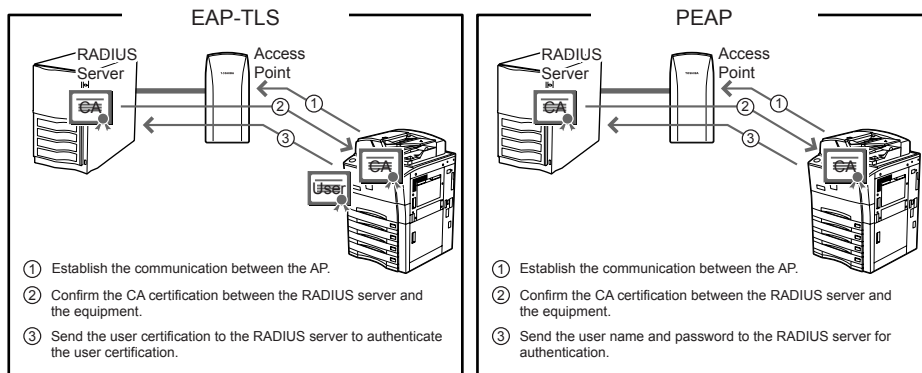 EAP-TLS
RADIUS
Server
Access
Point
TOSHIBA
CA
①
②
③
CA
User
① Establish the communication between the AP.
② Confirm the CA certification between the RADIUS server and
the equipment.
③ Send the user certification to the RADIUS server to authenticate
the user certification.
PEAP
RADIUS
Server
Access
Point
TOSHIBA
CA
①
②
③
CA
① Establish the communication between the AP.
② Confirm the CA certification between the RADIUS server and
the equipment.
③ Send the user name and password to the RADIUS server for
authentication.